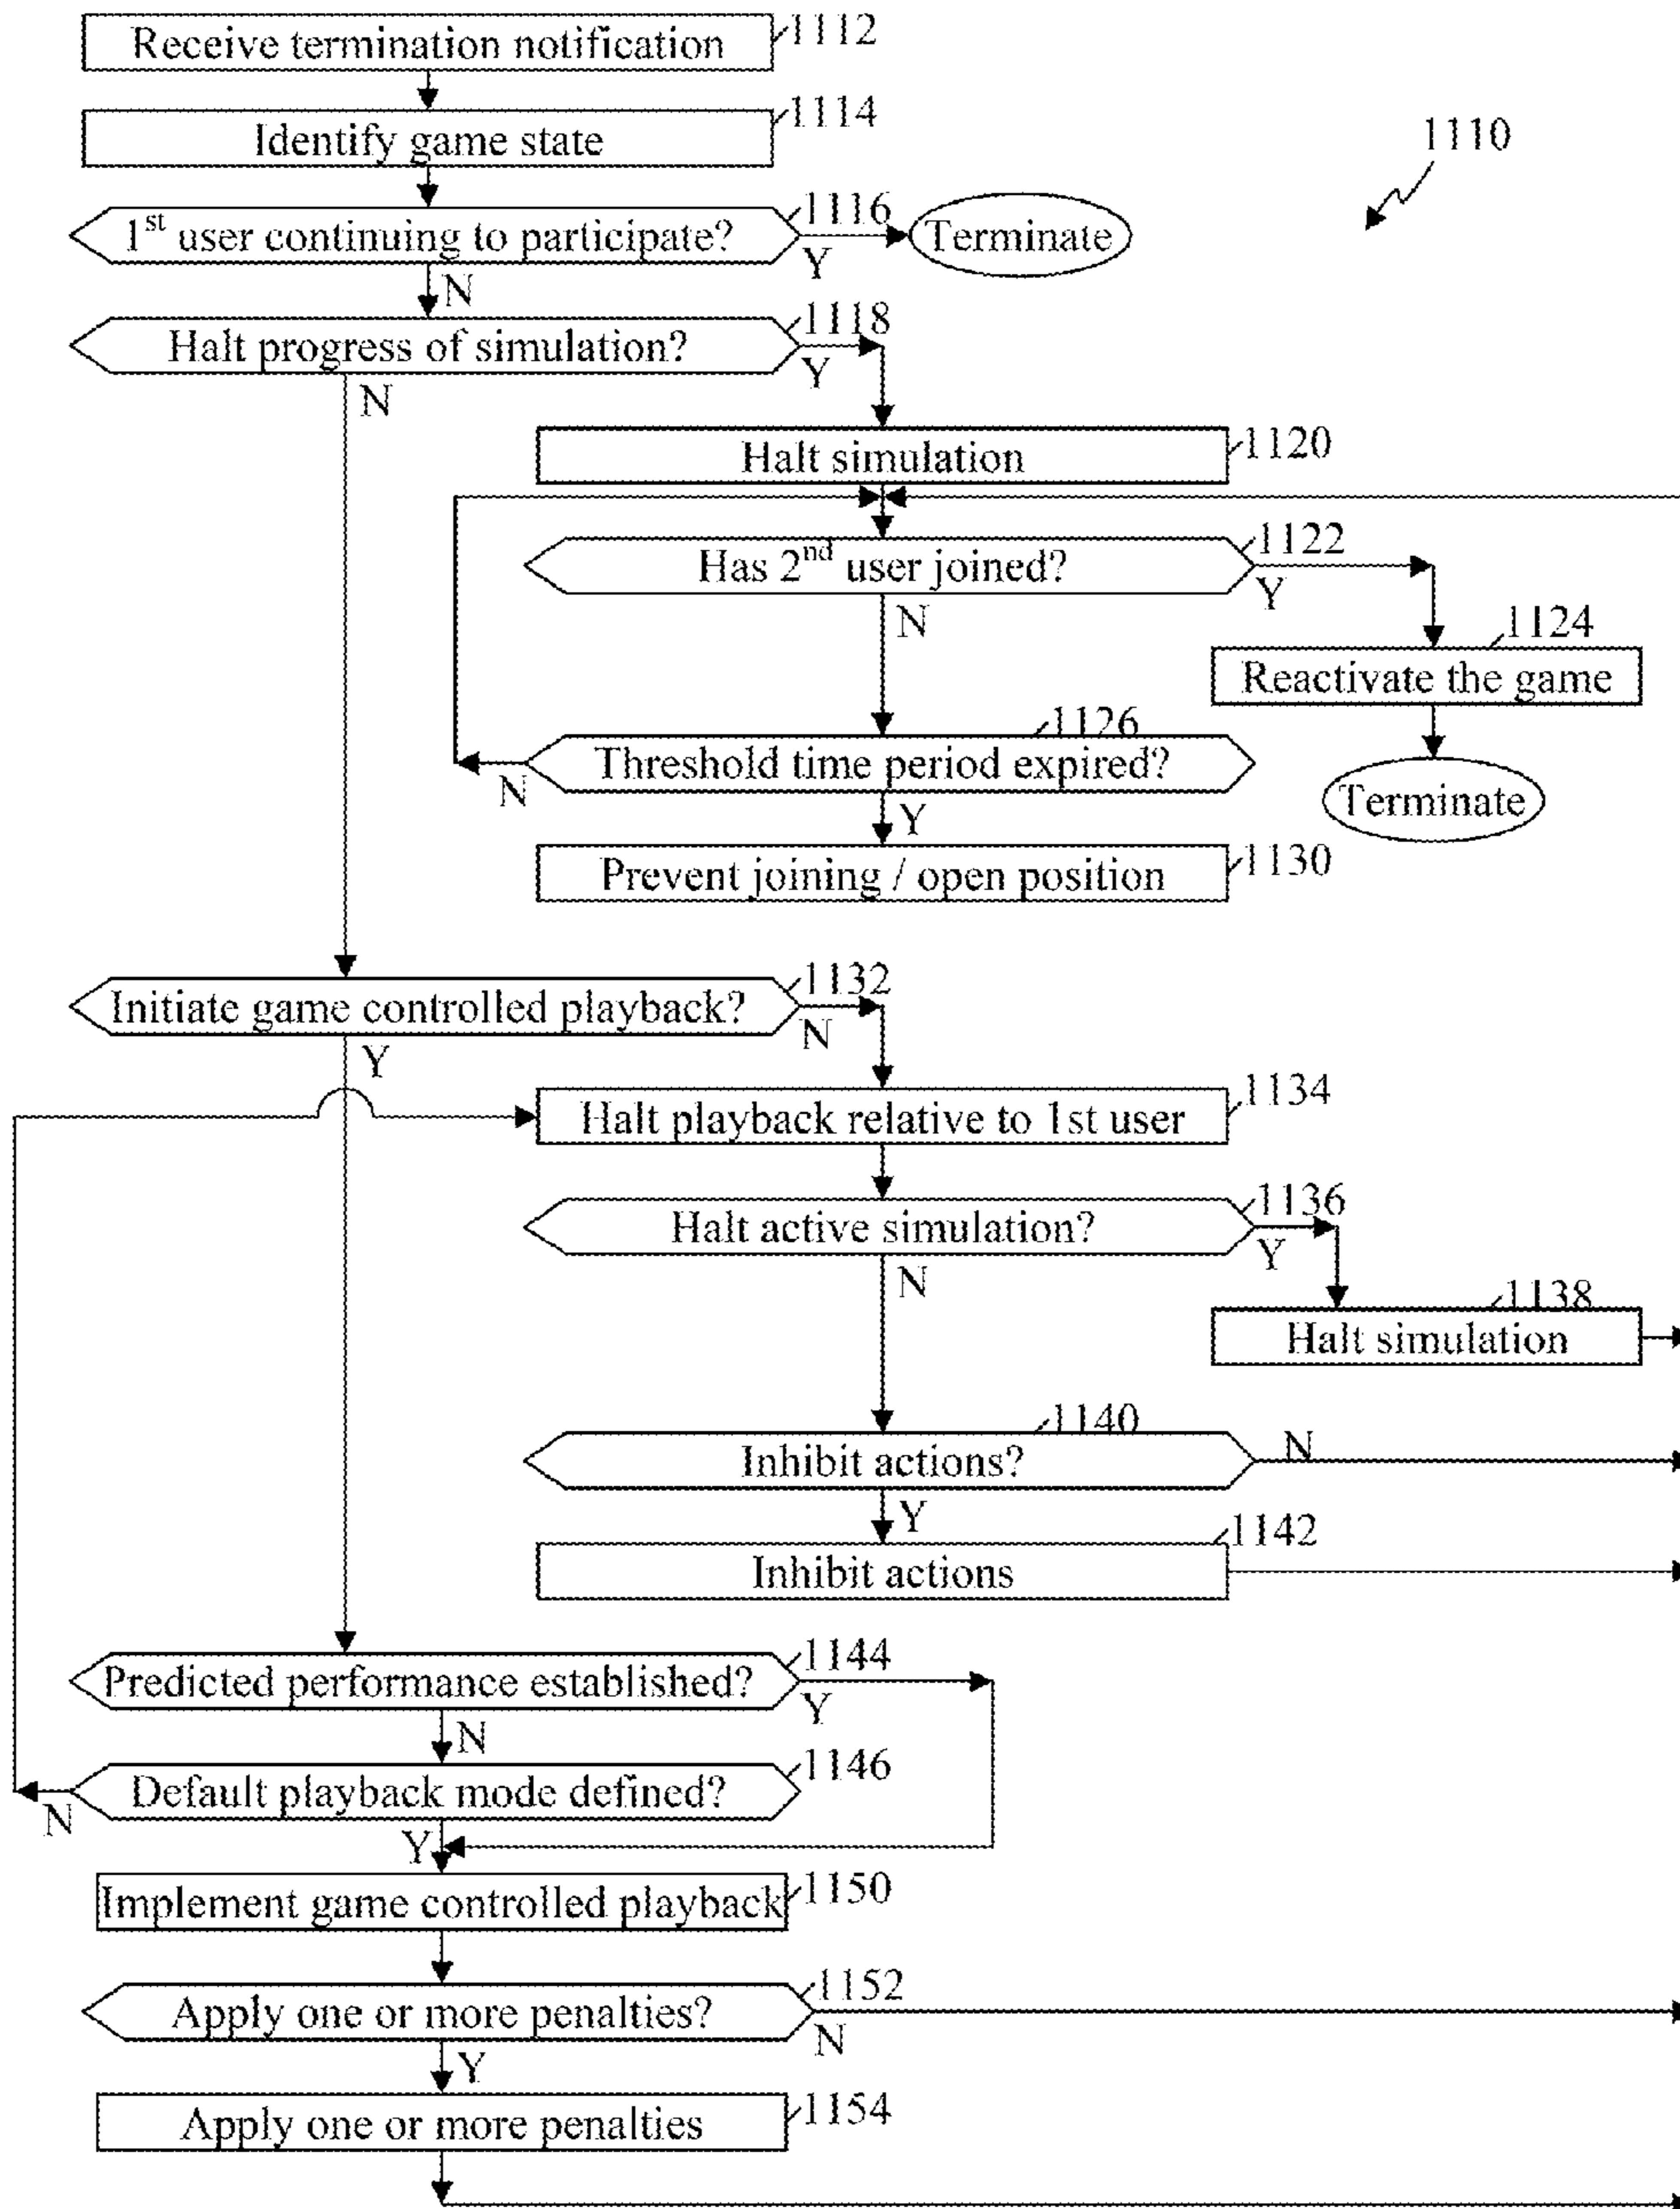 Receive termination notification 1112
Identify game state 1114
1110
1st user continuing to participate? 1116 Terminate
Y
N
Halt progress of simulation? 1118
Y
N
Halt simulation 1120
Has 2nd user joined? 1122
Y
N
1124
Reactivate the game
1126
Threshold time period expired?
N
Terminate
Y
Prevent joining / open position 1130
Initiate game controlled playback? 1132
N
Y
Halt playback relative to 1st user 1134
Halt active simulation? 1136
Y
N
1138
Halt simulation
1140
Inhibit actions? N
Y
1142
Inhibit actions
Predicted performance established? 1144
Y
N
Default playback mode defined? 1146
N
Y
Implement game controlled playback 1150
Apply one or more penalties? 1152
N
Y
Apply one or more penalties 1154